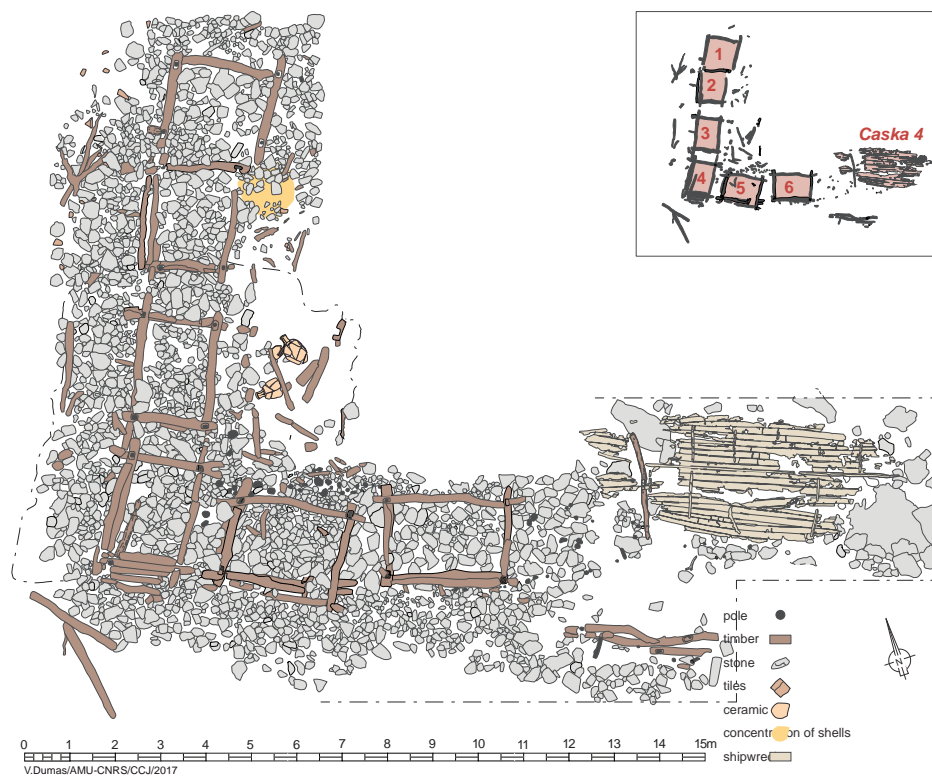 1
2
3
4
5
6
Caska 4
pole
timber
stone
tiles
ceramic
concentration of shells
shipwreck
N
0 1 2 3 4 5 6 7 8 9 10 11 12 13 14 15m
V.Dumas/AMU-CNRS/CCJ/2017